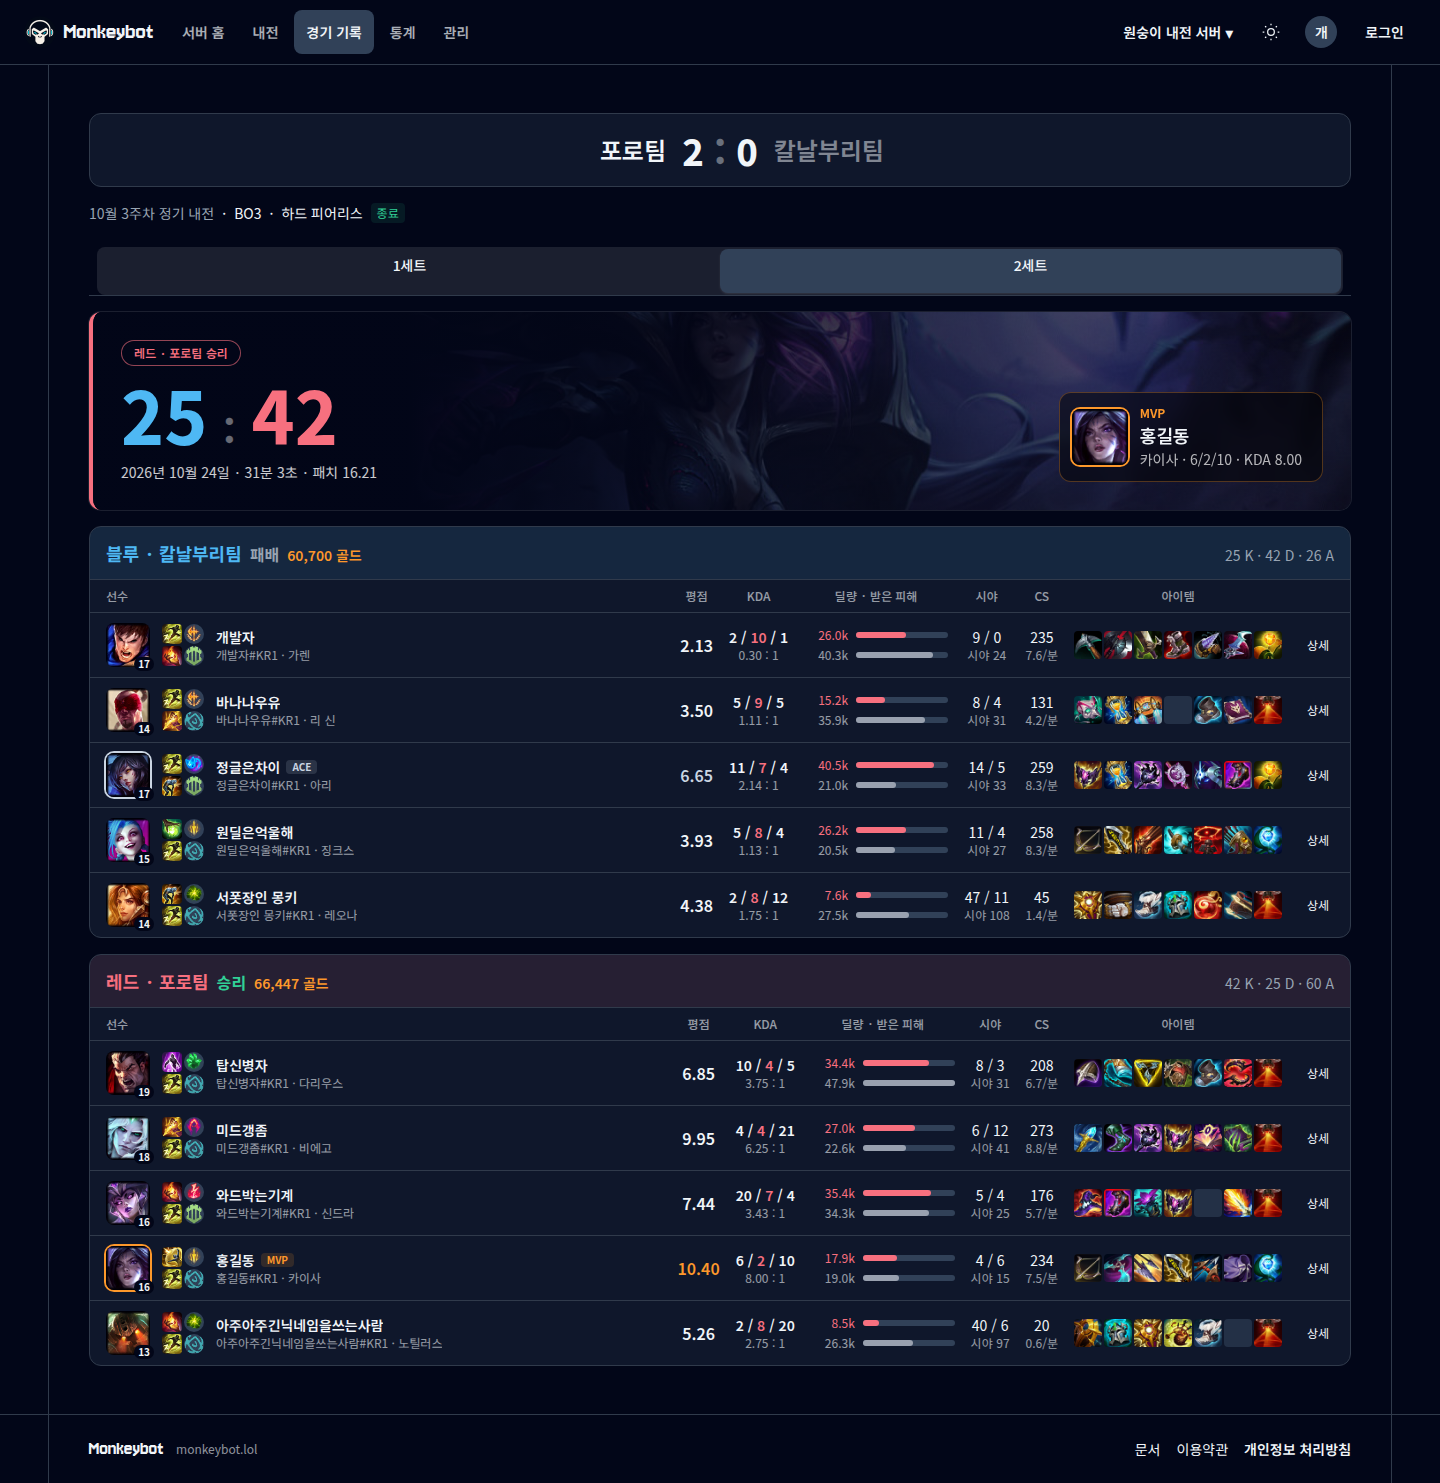 Monkeybot 서버 홈 내전 경기 기록 통계 관리 원숭이 내전 서버 ▾ 개 로그인
포로팀 2 : 0 칼날부리팀
10월 3주차 정기 내전 · BO3 · 하드 피어리스 종료
1세트 2세트
레드 · 포로팀 승리
25 : 42
2026년 10월 24일 · 31분 3초 · 패치 16.21
MVP
홍길동
카이사 · 6/2/10 · KDA 8.00
블루 · 칼날부리팀 패배 60,700 골드 25 K · 42 D · 26 A
선수 평점 KDA 딜량 · 받은 피해 시야 CS 아이템
개발자 2.13 2 / 10 / 1 26.0k 9 / 0 235 상세
17 개발자#KR1 · 가렌 0.30 : 1 40.3k 시야 24 7.6/분
바나나우유 3.50 5 / 9 / 5 15.2k 8 / 4 131 상세
14 바나나우유#KR1 · 리 신 1.11 : 1 35.9k 시야 31 4.2/분
정글은차이 ACE 6.65 11 / 7 / 4 40.5k 14 / 5 259 상세
17 정글은차이#KR1 · 아리 2.14 : 1 21.0k 시야 33 8.3/분
원딜은억울해 3.93 5 / 8 / 4 26.2k 11 / 4 258 상세
15 원딜은억울해#KR1 · 징크스 1.13 : 1 20.5k 시야 27 8.3/분
서폿장인 몽키 4.38 2 / 8 / 12 7.6k 47 / 11 45 상세
14 서폿장인 몽키#KR1 · 레오나 1.75 : 1 27.5k 시야 108 1.4/분
레드 · 포로팀 승리 66,447 골드 42 K · 25 D · 60 A
선수 평점 KDA 딜량 · 받은 피해 시야 CS 아이템
탑신병자 6.85 10 / 4 / 5 34.4k 8 / 3 208 상세
19 탑신병자#KR1 · 다리우스 3.75 : 1 47.9k 시야 31 6.7/분
미드갱좀 9.95 4 / 4 / 21 27.0k 6 / 12 273 상세
18 미드갱좀#KR1 · 비에고 6.25 : 1 22.6k 시야 41 8.8/분
와드박는기계 7.44 20 / 7 / 4 35.4k 5 / 4 176 상세
16 와드박는기계#KR1 · 신드라 3.43 : 1 34.3k 시야 25 5.7/분
홍길동 MVP 10.40 6 / 2 / 10 17.9k 4 / 6 234 상세
16 홍길동#KR1 · 카이사 8.00 : 1 19.0k 시야 15 7.5/분
아주아주긴닉네임을쓰는사람 5.26 2 / 8 / 20 8.5k 40 / 6 20 상세
13 아주아주긴닉네임을쓰는사람#KR1 · 노틸러스 2.75 : 1 26.3k 시야 97 0.6/분
Monkeybot monkeybot.lol 문서 이용약관 개인정보 처리방침